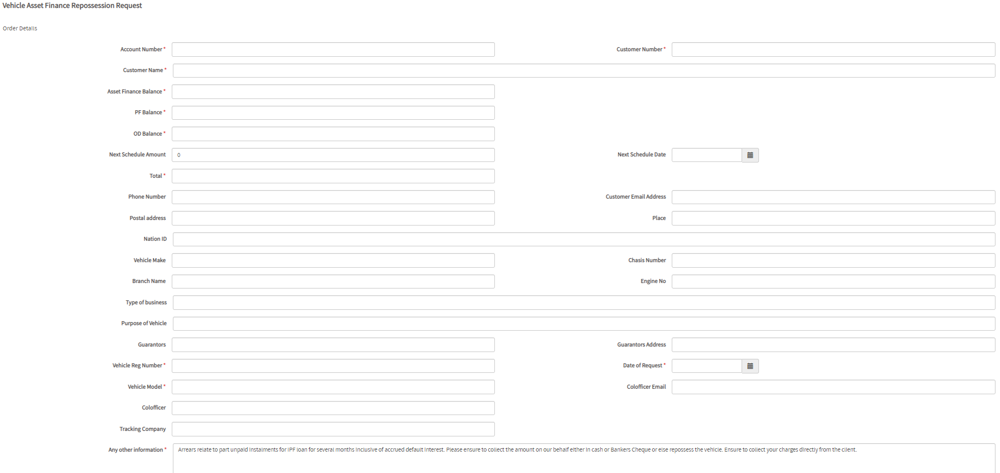 Vehicle Asset Finance Repossession Request
Order Details
Account Number *
Customer Number *
Customer Name *
Asset Finance Balance *
PF Balance *
OD Balance *
Next Schedule Amount 0
Next Schedule Date
Total *
Phone Number
Customer Email Address
Postal address
Place
Nation ID
Vehicle Make
Chasis Number
Branch Name
Engine No
Type of business
Purpose of Vehicle
Guarantors
Guarantors Address
Vehicle Reg Number *
Date of Request *
Vehicle Model *
Colofficer Email
Colofficer
Tracking Company
Any other information *
Arrears relate to part unpaid instalments for IPF loan for several months inclusive of accrued default interest. Please ensure to collect the amount on our behalf either in cash or Bankers Cheque or else repossess the vehicle. Ensure to collect your charges directly from the client.